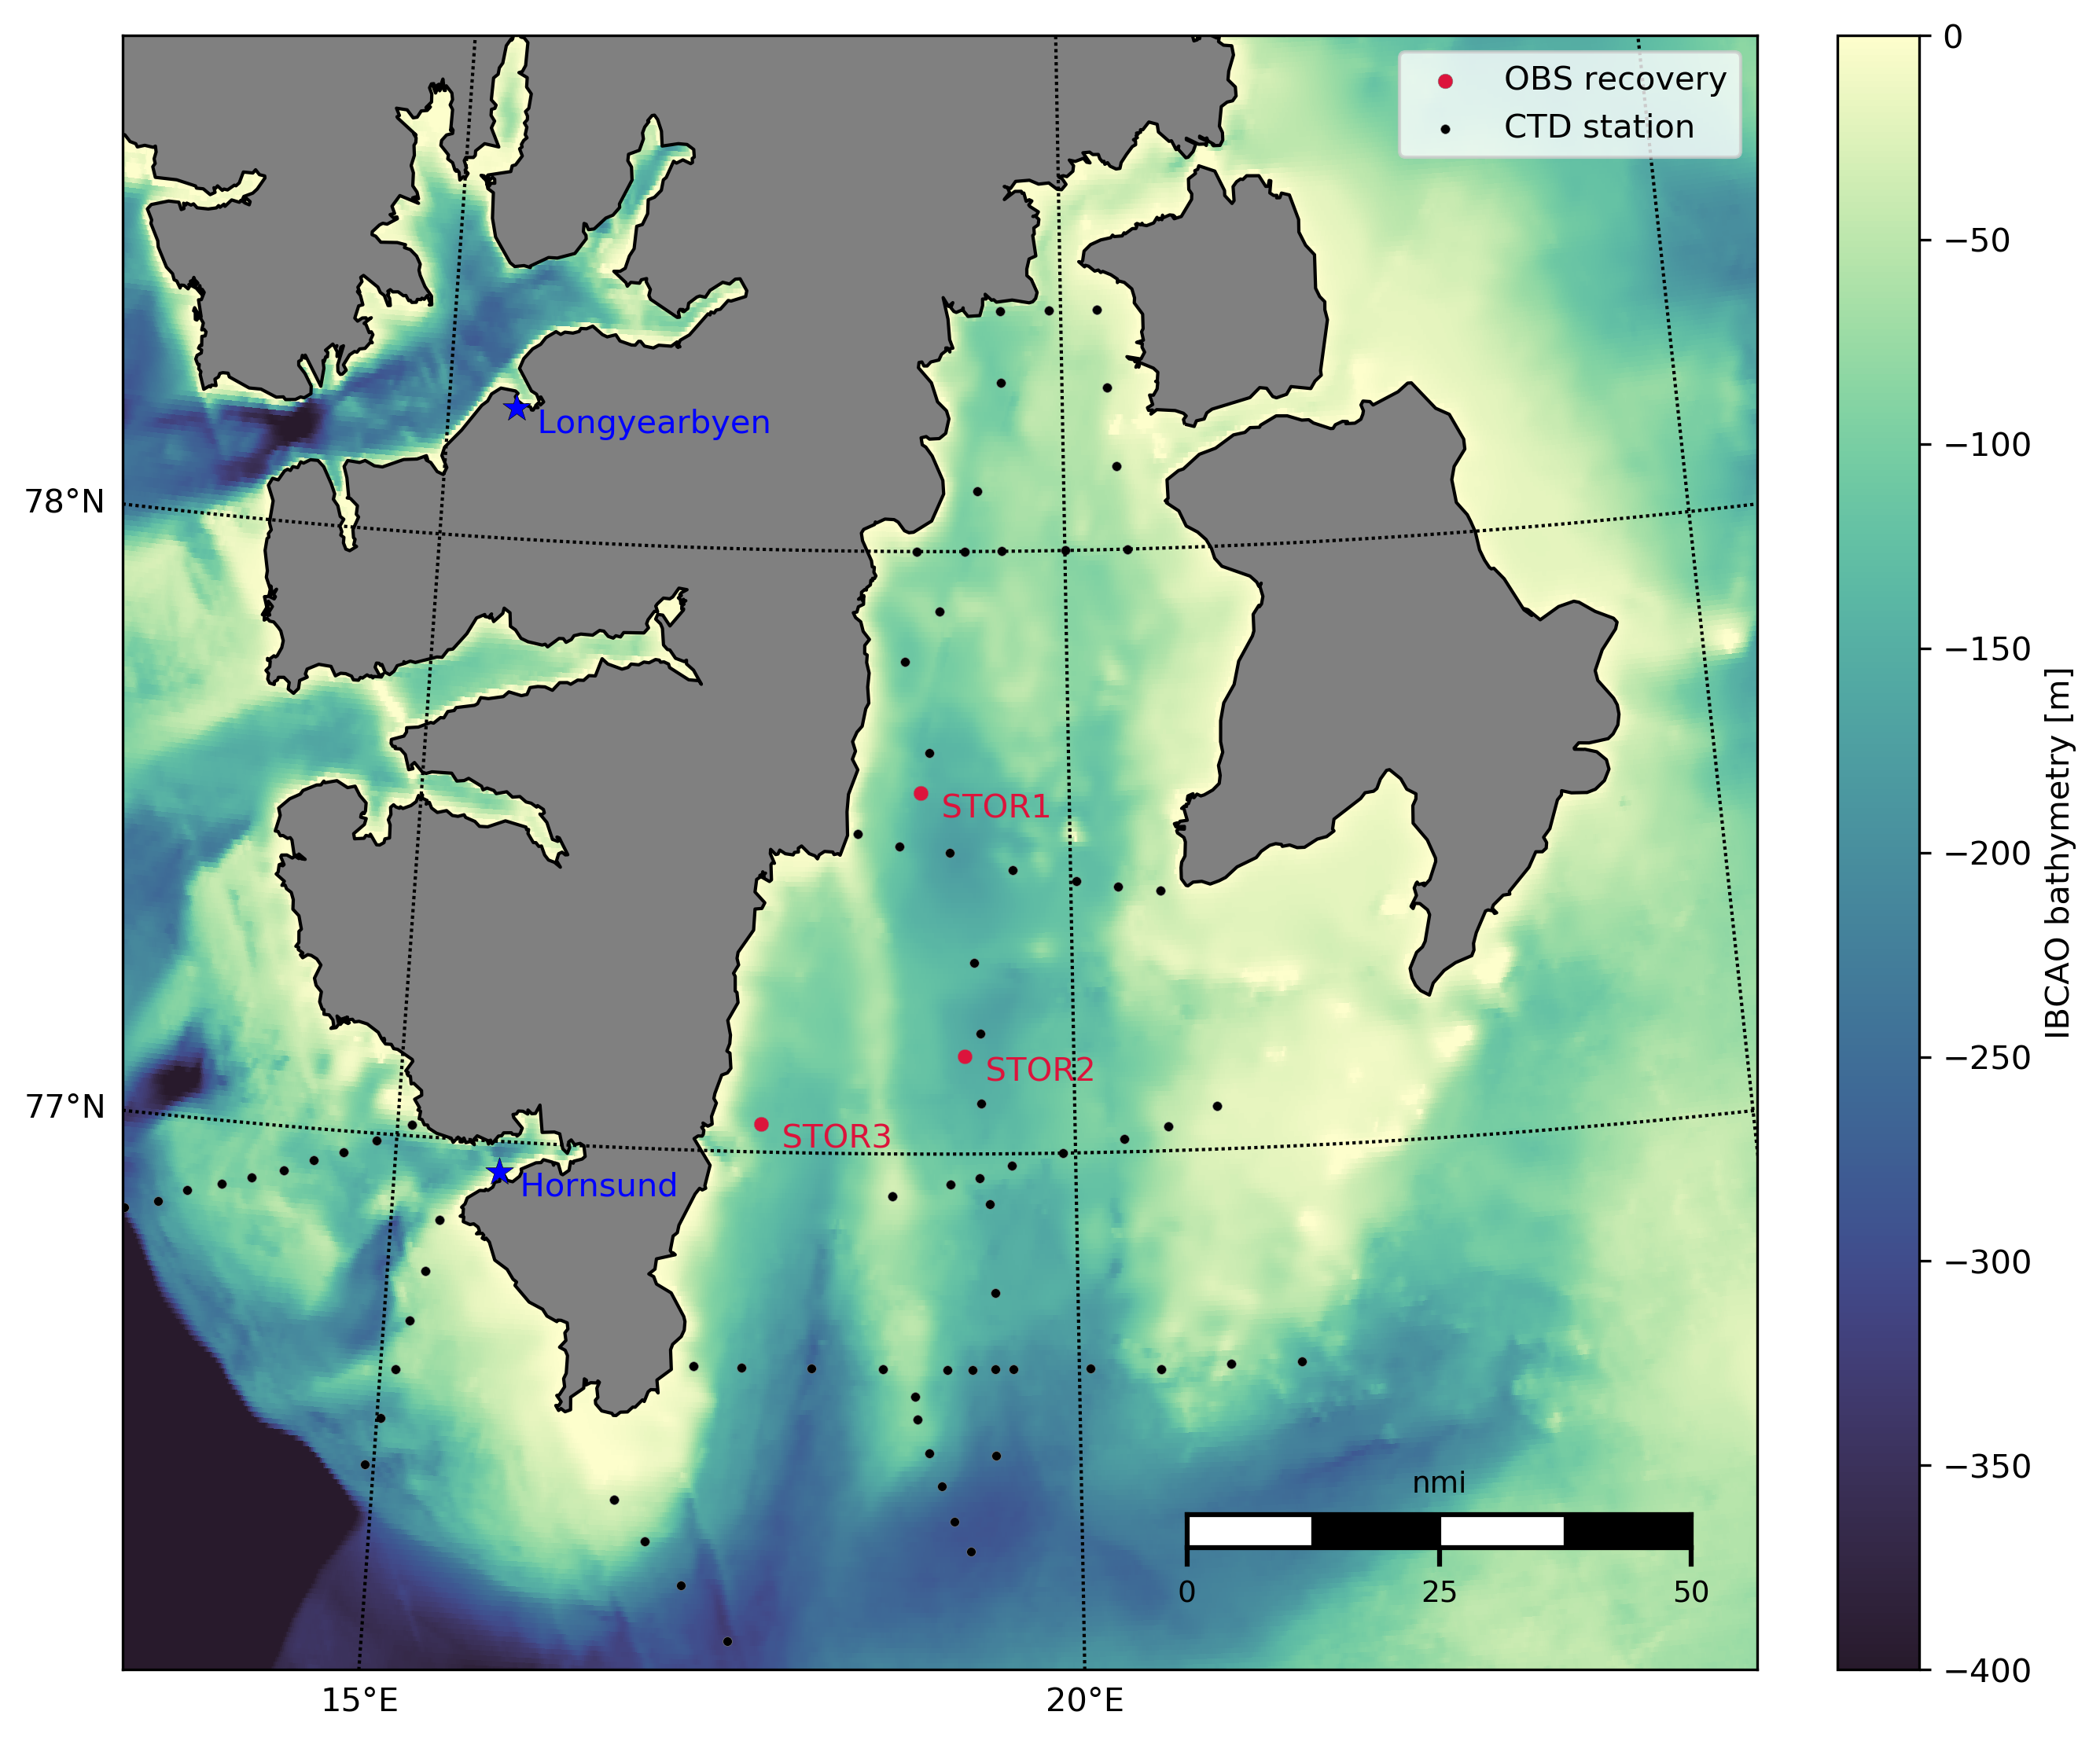 OBS recovery
CTD station
Longyearbyen
78°N
STOR1
STOR2
77°N
STOR3
Hornsund
nmi
0 25 50
15°E 20°E
0
−50
−100
−150
−200
−250
−300
−350
−400
IBCAO bathymetry [m]